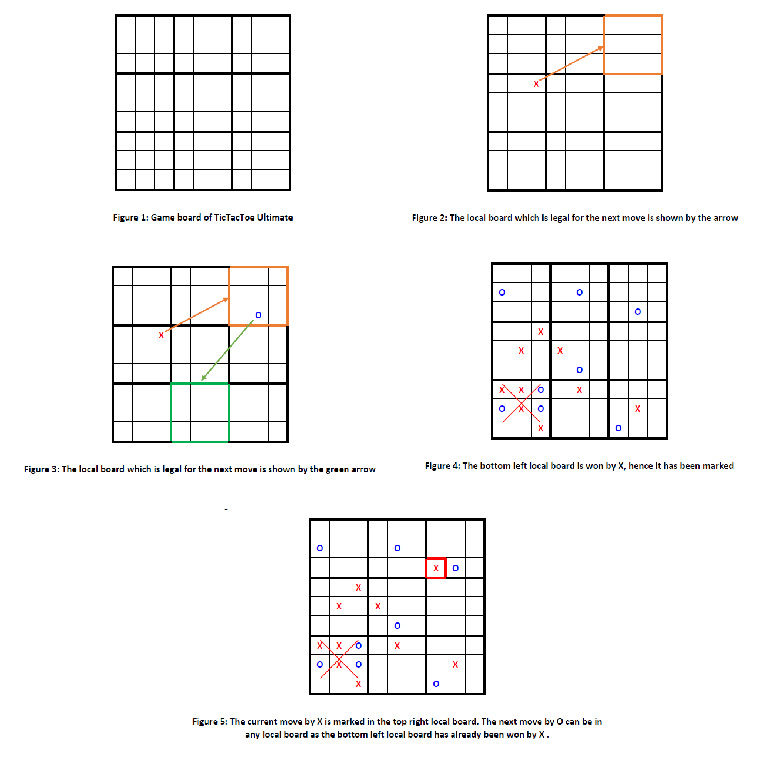 X
Figure 1: Game board of TicTacToe Ultimate
Figure 2: The local board which is legal for the next move is shown by the arrow
O
X
Figure 3: The local board which is legal for the next move is shown by the green arrow
O O
O
X
X X
O
X X O X
O X O X
X O
Figure 4: The bottom left local board is won by X, hence it has been marked
O O
X O
X
X X
O
X X O X
O X O X
X O
Figure 5: The current move by X is marked in the top right local board. The next move by O can be in
any local board as the bottom left local board has already been won by X .